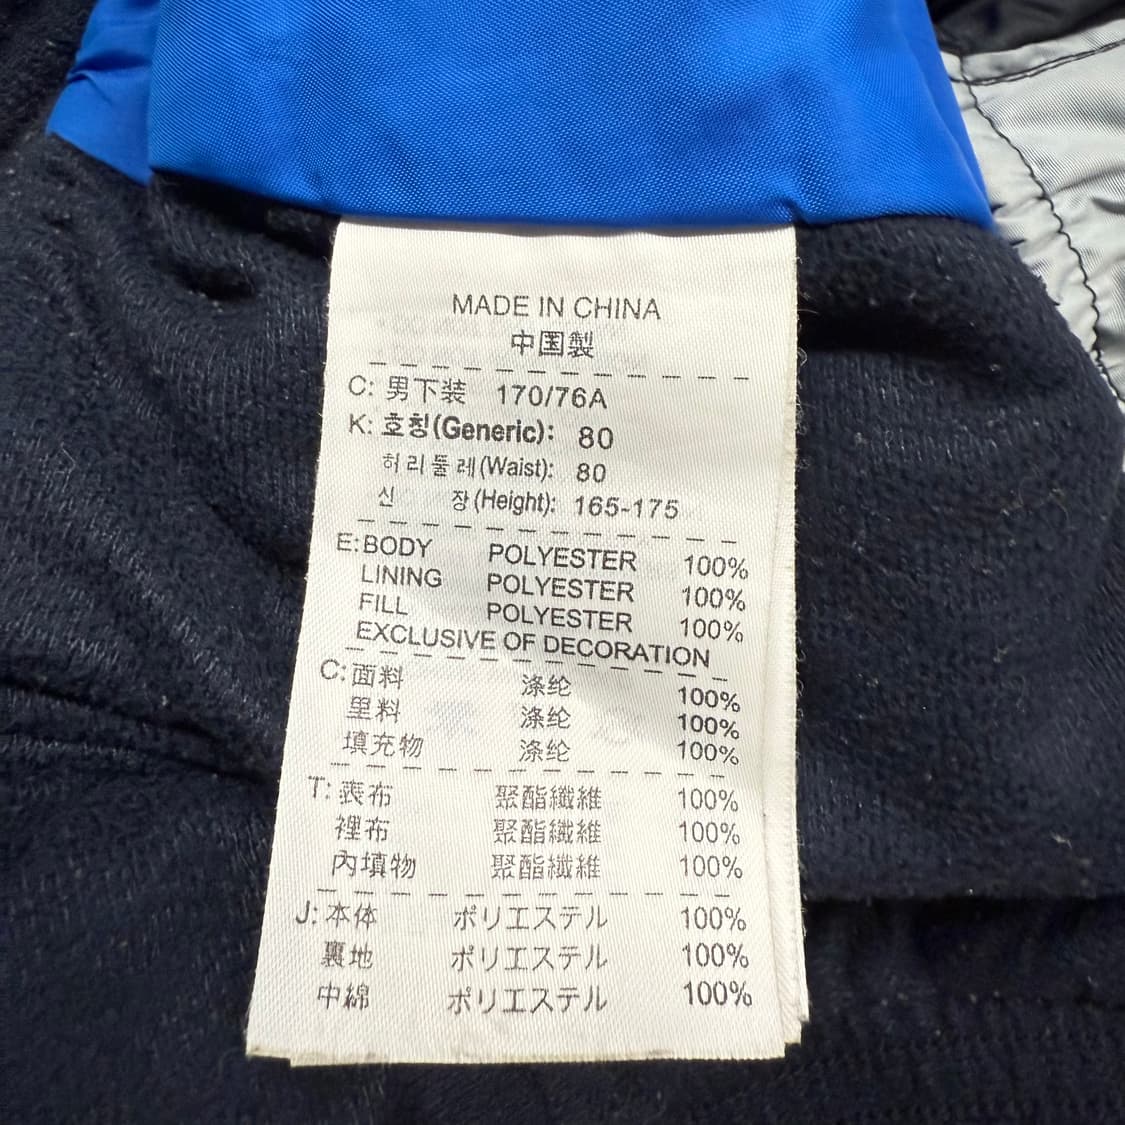 MADE IN CHINA
中国製
C: 男下装 170/76A
K: 호칭(Generic): 80
허리둘레(Waist): 80
신 장(Height): 165-175
E: BODY POLYESTER 100%
LINING POLYESTER 100%
FILL POLYESTER 100%
EXCLUSIVE OF DECORATION
C: 面料 涤纶 100%
里料 涤纶 100%
填充物 涤纶 100%
T: 表布 聚酯纖維 100%
裡布 聚酯纖維 100%
內填物 聚酯纖維 100%
J: 本体 ポリエステル 100%
裏地 ポリエステル 100%
中綿 ポリエステル 100%